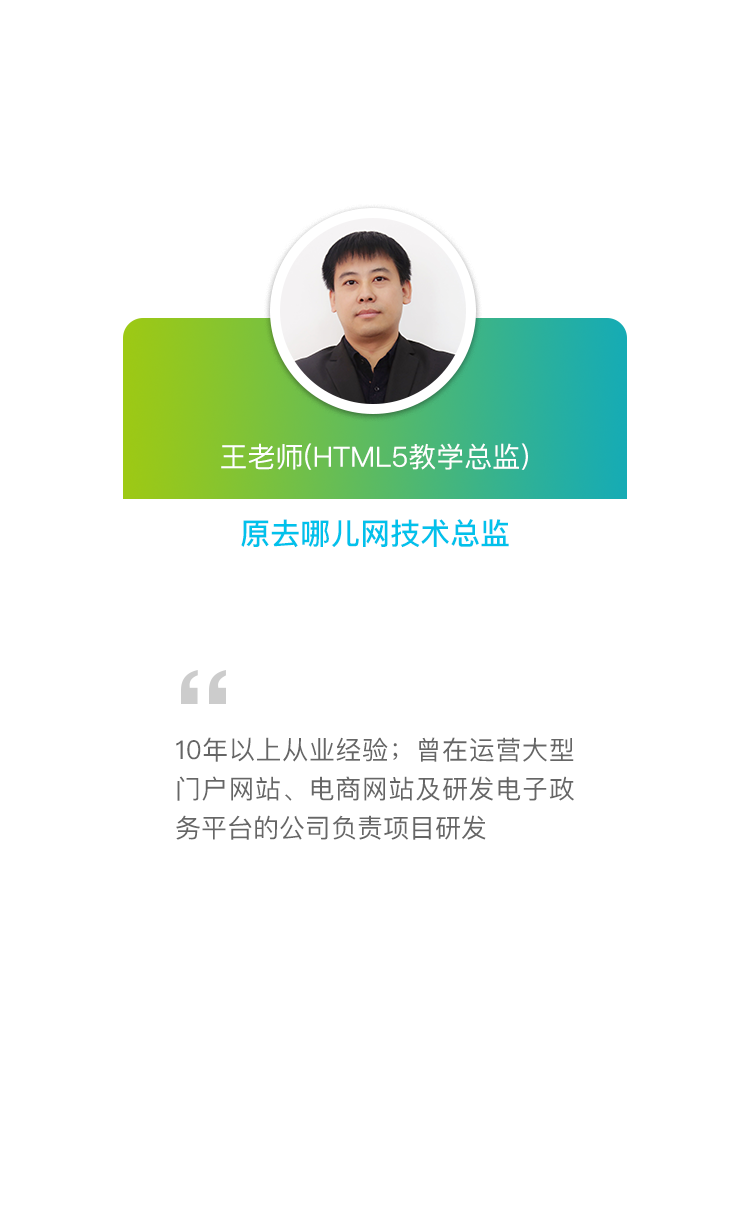 王老师(HTML5教学总监)
原去哪儿网技术总监
“
10年以上从业经验；曾在运营大型
门户网站、电商网站及研发电子政
务平台的公司负责项目研发